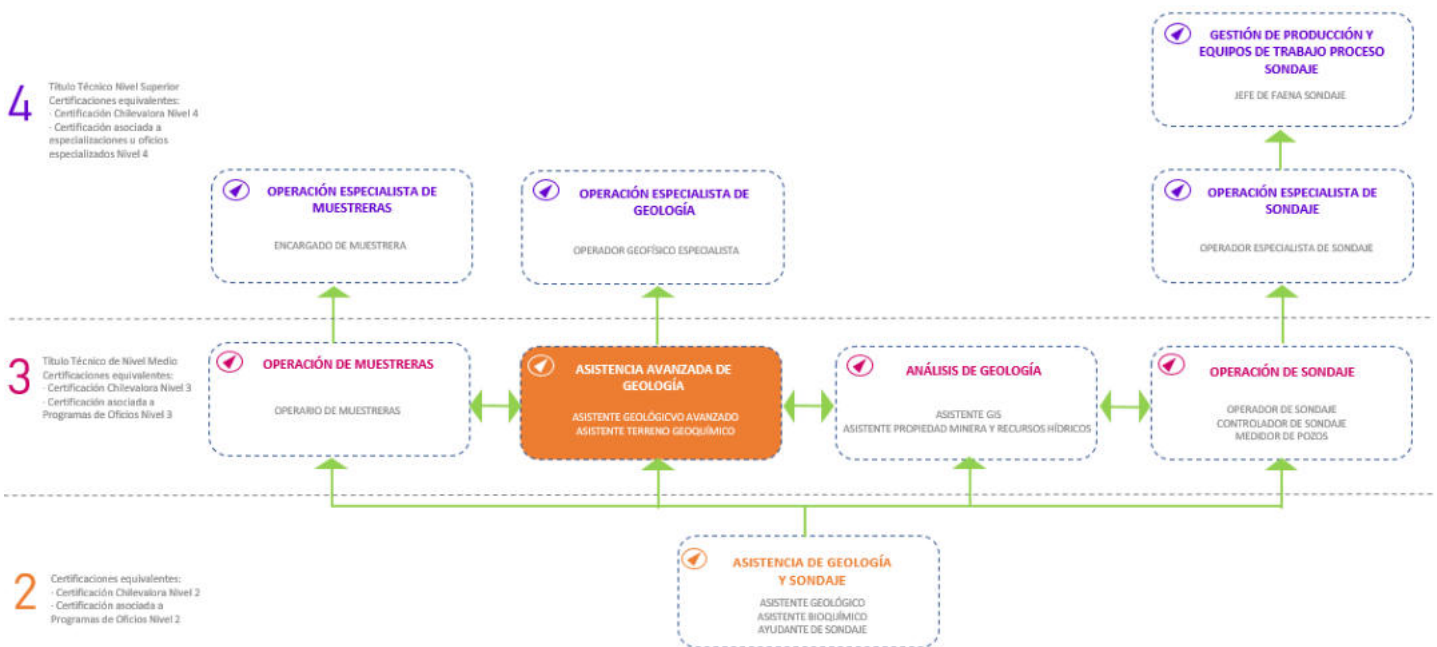 GESTIÓN DE PRODUCCIÓN Y
EQUIPOS DE TRABAJO PROCESO
SONDAJE
JEFE DE FAENA SONDAJE
4
Título Técnico Nivel Superior
Certificaciones equivalentes:
- Certificación Chilevalora Nivel 4
- Certificación asociada a
especializaciones u oficios
especializados Nivel 4
OPERACIÓN ESPECIALISTA DE
MUESTRERAS
ENCARGADO DE MUESTRERA
OPERACIÓN ESPECIALISTA DE
GEOLOGÍA
OPERADOR GEOFÍSICO ESPECIALISTA
OPERACIÓN ESPECIALISTA DE
SONDAJE
OPERADOR ESPECIALISTA DE SONDAJE
3
Título Técnico de Nivel Medio
Certificaciones equivalentes:
- Certificación Chilevalora Nivel 3
- Certificación asociada a
Programas de Oficios Nivel 3
OPERACIÓN DE MUESTRERAS
OPERARIO DE MUESTRERAS
ASISTENCIA AVANZADA DE
GEOLOGÍA
ASISTENTE GEOLÓGICVO AVANZADO
ASISTENTE TERRENO GEOQUÍMICO
ANÁLISIS DE GEOLOGÍA
ASISTENTE GIS
ASISTENTE PROPIEDAD MINERA Y RECURSOS HÍDRICOS
OPERACIÓN DE SONDAJE
OPERADOR DE SONDAJE
CONTROLADOR DE SONDAJE
MEDIDOR DE POZOS
2
Certificaciones equivalentes:
- Certificación Chilevalora Nivel 2
- Certificación asociada a
Programas de Oficios Nivel 2
ASISTENCIA DE GEOLOGÍA
Y SONDAJE
ASISTENTE GEOLÓGICO
ASISTENTE BIOQUÍMICO
AYUDANTE DE SONDAJE